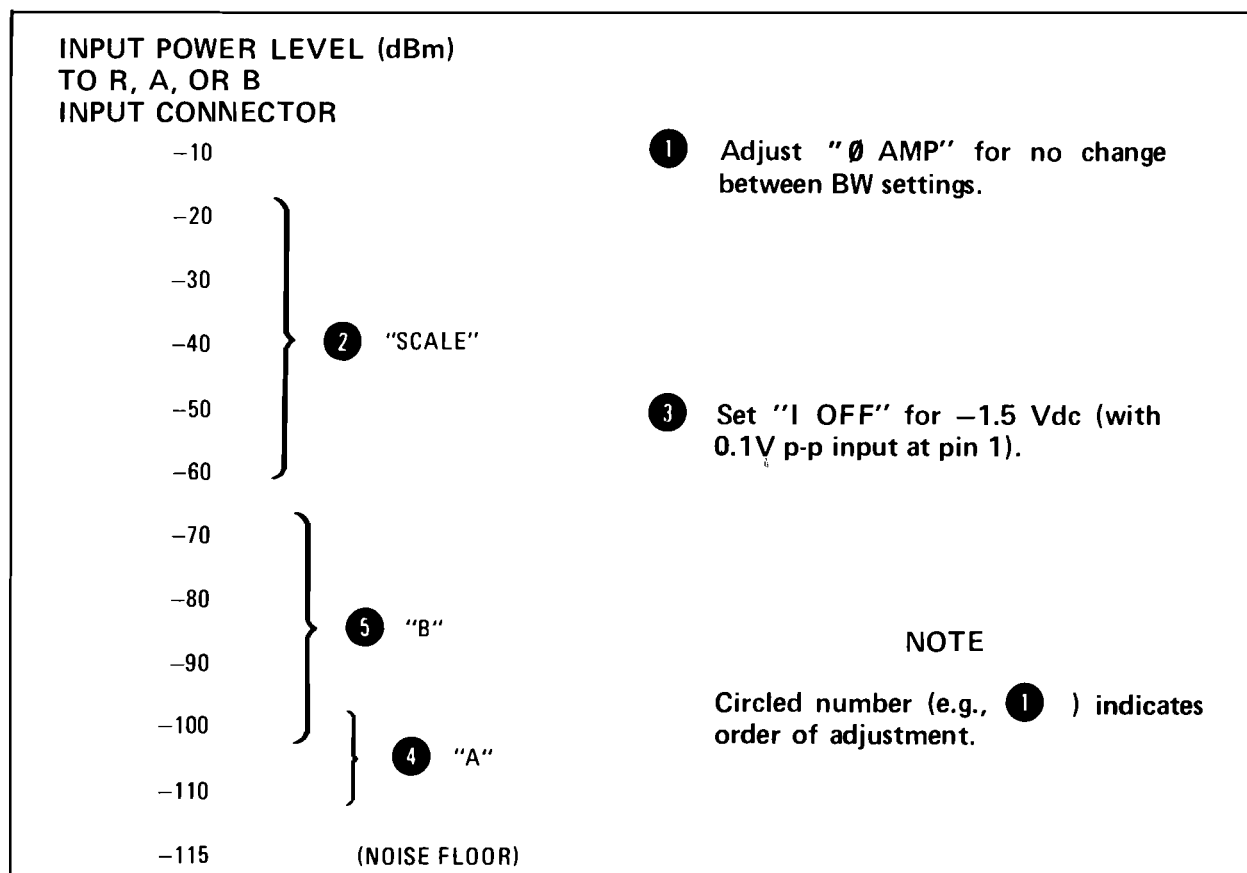 INPUT POWER LEVEL (dBm)
TO R, A, OR B
INPUT CONNECTOR
–10
–20
–30
–40
–50
–60
–70
–80
–90
–100
–110
–115 (NOISE FLOOR)
2 "SCALE"
5 "B"
4 "A"
1 Adjust "Ø AMP" for no change
between BW settings.
3 Set "I OFF" for –1.5 Vdc (with
0.1V p-p input at pin 1).
NOTE
Circled number (e.g., 1 ) indicates
order of adjustment.